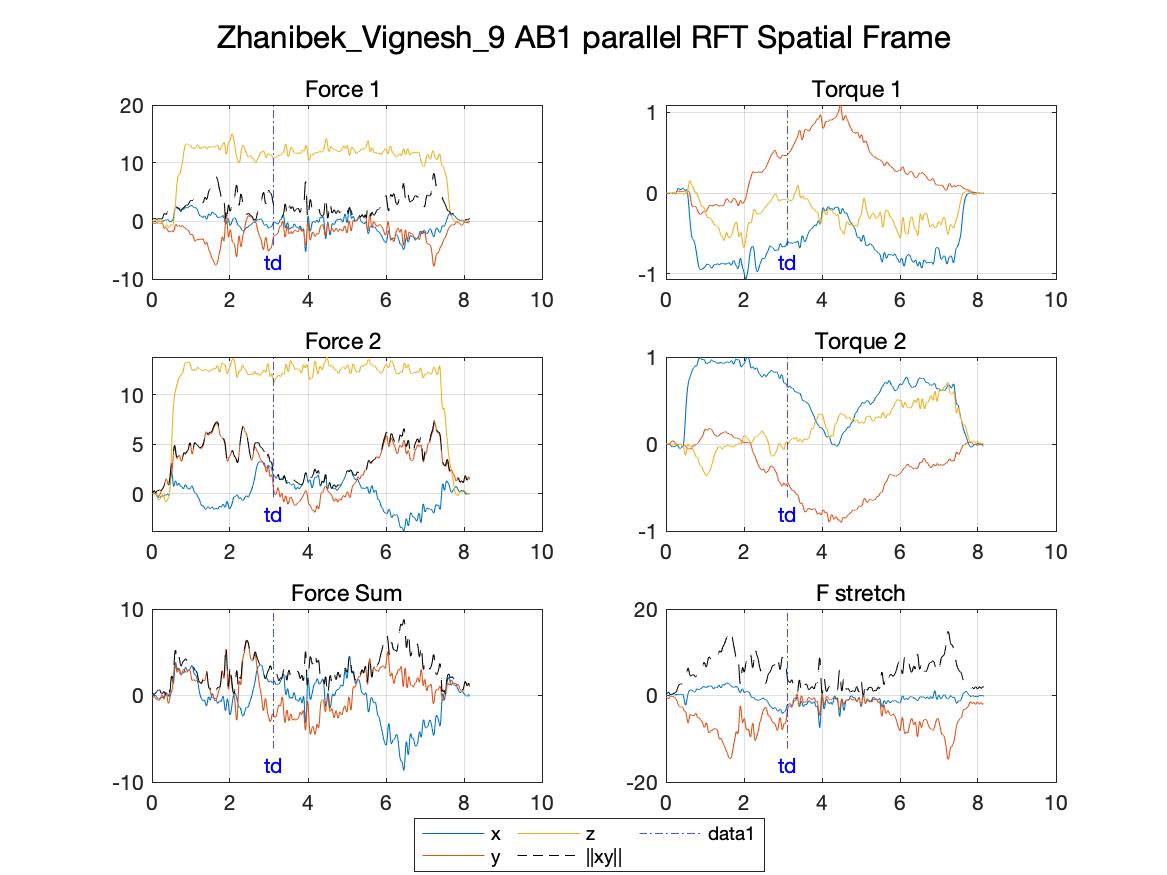 Zhanibek_Vignesh_9 AB1 parallel RFT Spatial Frame
Force 1
20
10
0
-10
td
0 2 4 6 8 10
Torque 1
1
0
-1
td
0 2 4 6 8 10
Force 2
10
5
0
td
0 2 4 6 8 10
Torque 2
1
0
-1
td
0 2 4 6 8 10
Force Sum
10
0
-10
td
0 2 4 6 8 10
F stretch
20
0
-20
td
0 2 4 6 8 10
x z data1
y ||xy||